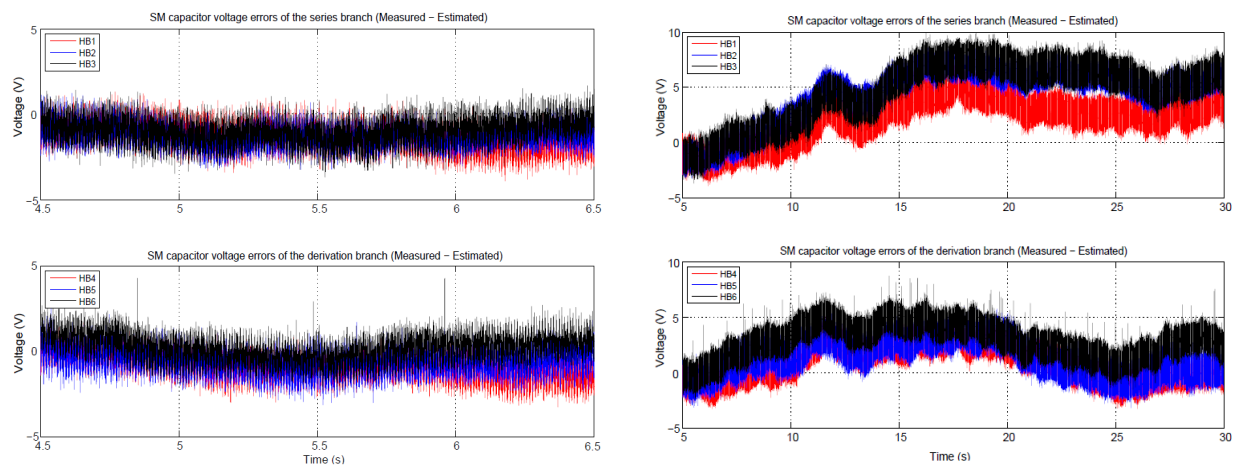 SM capacitor voltage errors of the series branch (Measured − Estimated)
5
0
−5
Voltage (V)
HB1
HB2
HB3
4.5 5 5.5 6 6.5
SM capacitor voltage errors of the derivation branch (Measured − Estimated)
5
0
−5
Voltage (V)
HB4
HB5
HB6
4.5 5 5.5 6 6.5
Time (s)
SM capacitor voltage errors of the series branch (Measured − Estimated)
10
5
0
−5
Voltage (V)
HB1
HB2
HB3
5 10 15 20 25 30
SM capacitor voltage errors of the derivation branch (Measured − Estimated)
10
5
0
−5
Voltage (V)
HB4
HB5
HB6
5 10 15 20 25 30
Time (s)